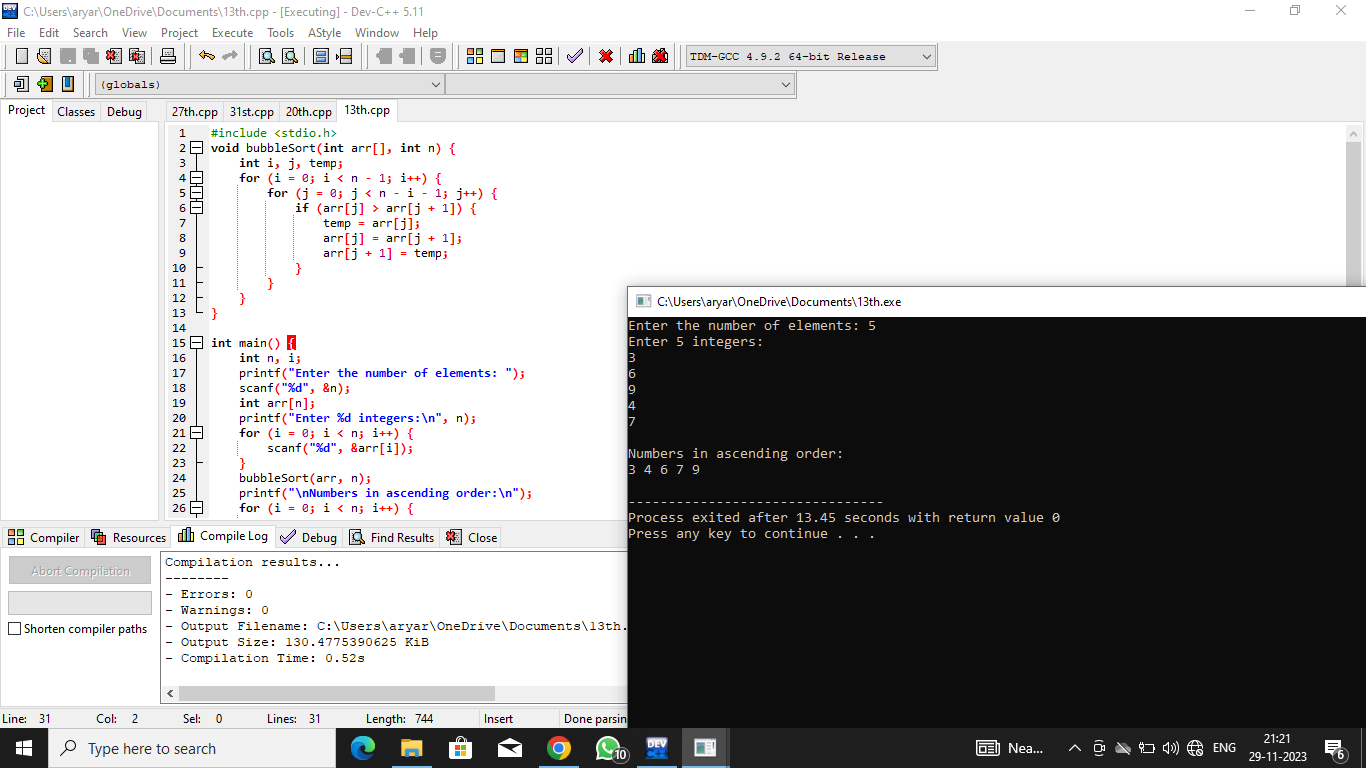 C:\Users\aryar\OneDrive\Documents\13th.cpp - [Executing] - Dev-C++ 5.11
File Edit Search View Project Execute Tools AStyle Window Help
TDM-GCC 4.9.2 64-bit Release
(globals)
Project Classes Debug 27th.cpp 31st.cpp 20th.cpp 13th.cpp
1 #include <stdio.h>
2 void bubbleSort(int arr[], int n) {
3 int i, j, temp;
4 for (i = 0; i < n - 1; i++) {
5 for (j = 0; j < n - i - 1; j++) {
6 if (arr[j] > arr[j + 1]) {
7 temp = arr[j];
8 arr[j] = arr[j + 1];
9 arr[j + 1] = temp;
10 }
11 }
12 }
13 }
14
15 int main() {
16 int n, i;
17 printf("Enter the number of elements: ");
18 scanf("%d", &n);
19 int arr[n];
20 printf("Enter %d integers:\n", n);
21 for (i = 0; i < n; i++) {
22 scanf("%d", &arr[i]);
23 }
24 bubbleSort(arr, n);
25 printf("\nNumbers in ascending order:\n");
26 for (i = 0; i < n; i++) {
C:\Users\aryar\OneDrive\Documents\13th.exe
Enter the number of elements: 5
Enter 5 integers:
3
6
9
4
7
Numbers in ascending order:
3 4 6 7 9
--------------------------------
Process exited after 13.45 seconds with return value 0
Press any key to continue . . .
Compiler Resources Compile Log Debug Find Results Close
Abort Compilation
Shorten compiler paths
Compilation results...
--------
- Errors: 0
- Warnings: 0
- Output Filename: C:\Users\aryar\OneDrive\Documents\13th.
- Output Size: 130.4775390625 KiB
- Compilation Time: 0.52s
Line: 31 Col: 2 Sel: 0 Lines: 31 Length: 744 Insert Done parsin
Type here to search
10
DEV
Nea...
ENG
21:21
29-11-2023
6